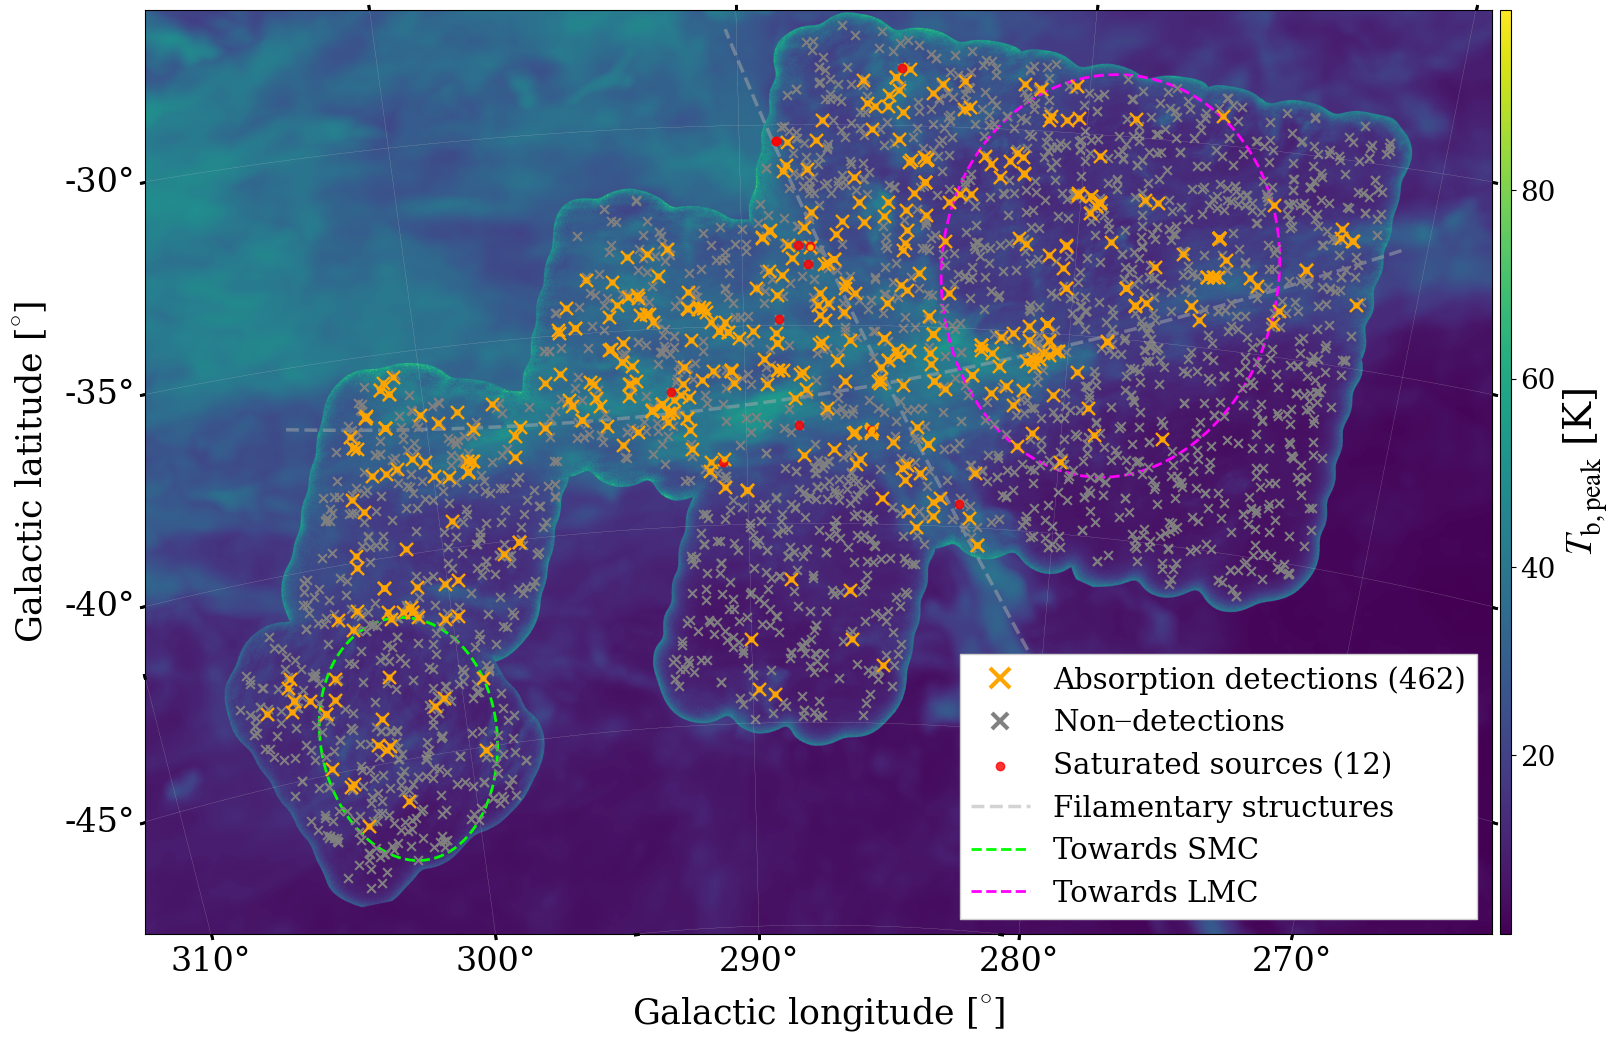 -30°
-35°
-40°
-45°
Galactic latitude [°]
310°
300°
290°
280°
270°
Galactic longitude [°]
80
60
40
20
T_b,peak [K]
Absorption detections (462)
Non–detections
Saturated sources (12)
Filamentary structures
Towards SMC
Towards LMC